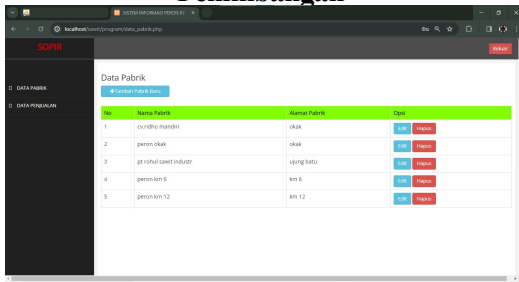 SISTEM INFORMASI PERON R
localhost/sawit/program/data_pabrik.php
SOPIR
Keluar
DATA PABRIK
DATA PENJUALAN
Data Pabrik
+Tambah Pabrik Baru
No Nama Pabrik Alamat Pabrik Opsi
1 cv.ridho mandiri okak Edit Hapus
2 peron okak okak Edit Hapus
3 pt rohul sawit industr ujung batu Edit Hapus
4 peron km 6 km 6 Edit Hapus
5 peron km 12 km 12 Edit Hapus